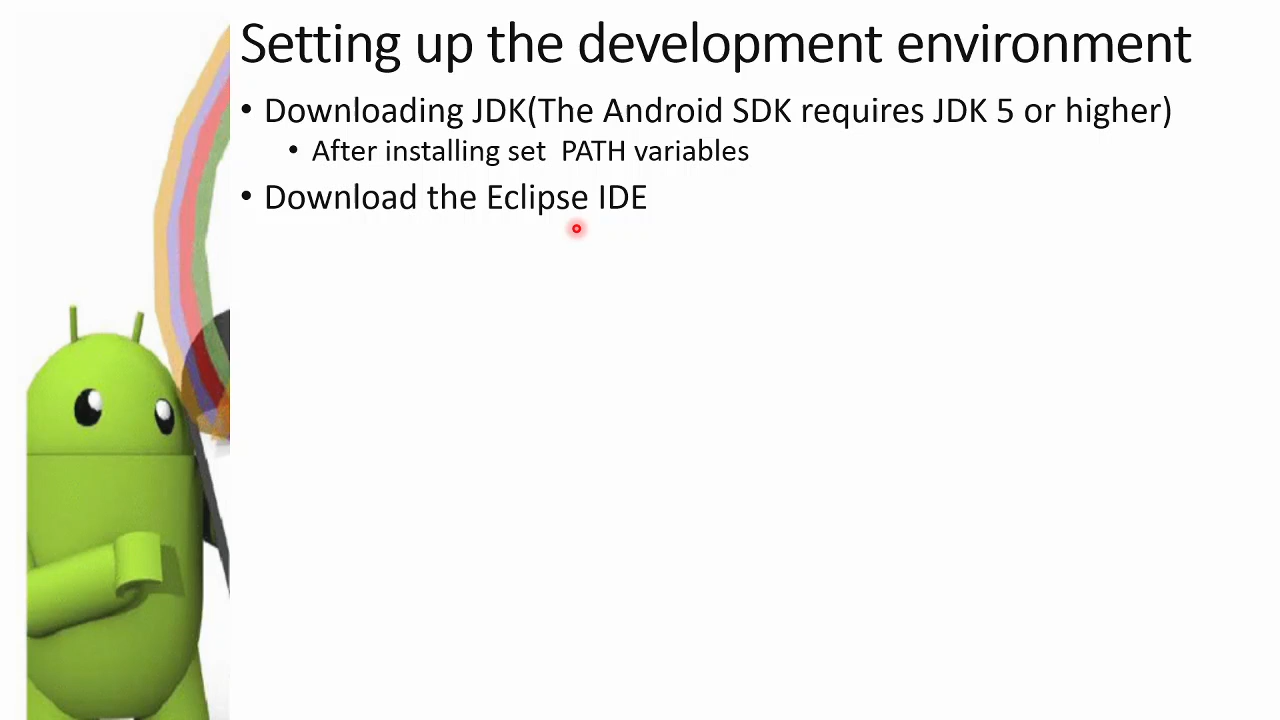 Setting up the development environment
• Downloading JDK(The Android SDK requires JDK 5 or higher)
• After installing set  PATH variables
• Download the Eclipse IDE